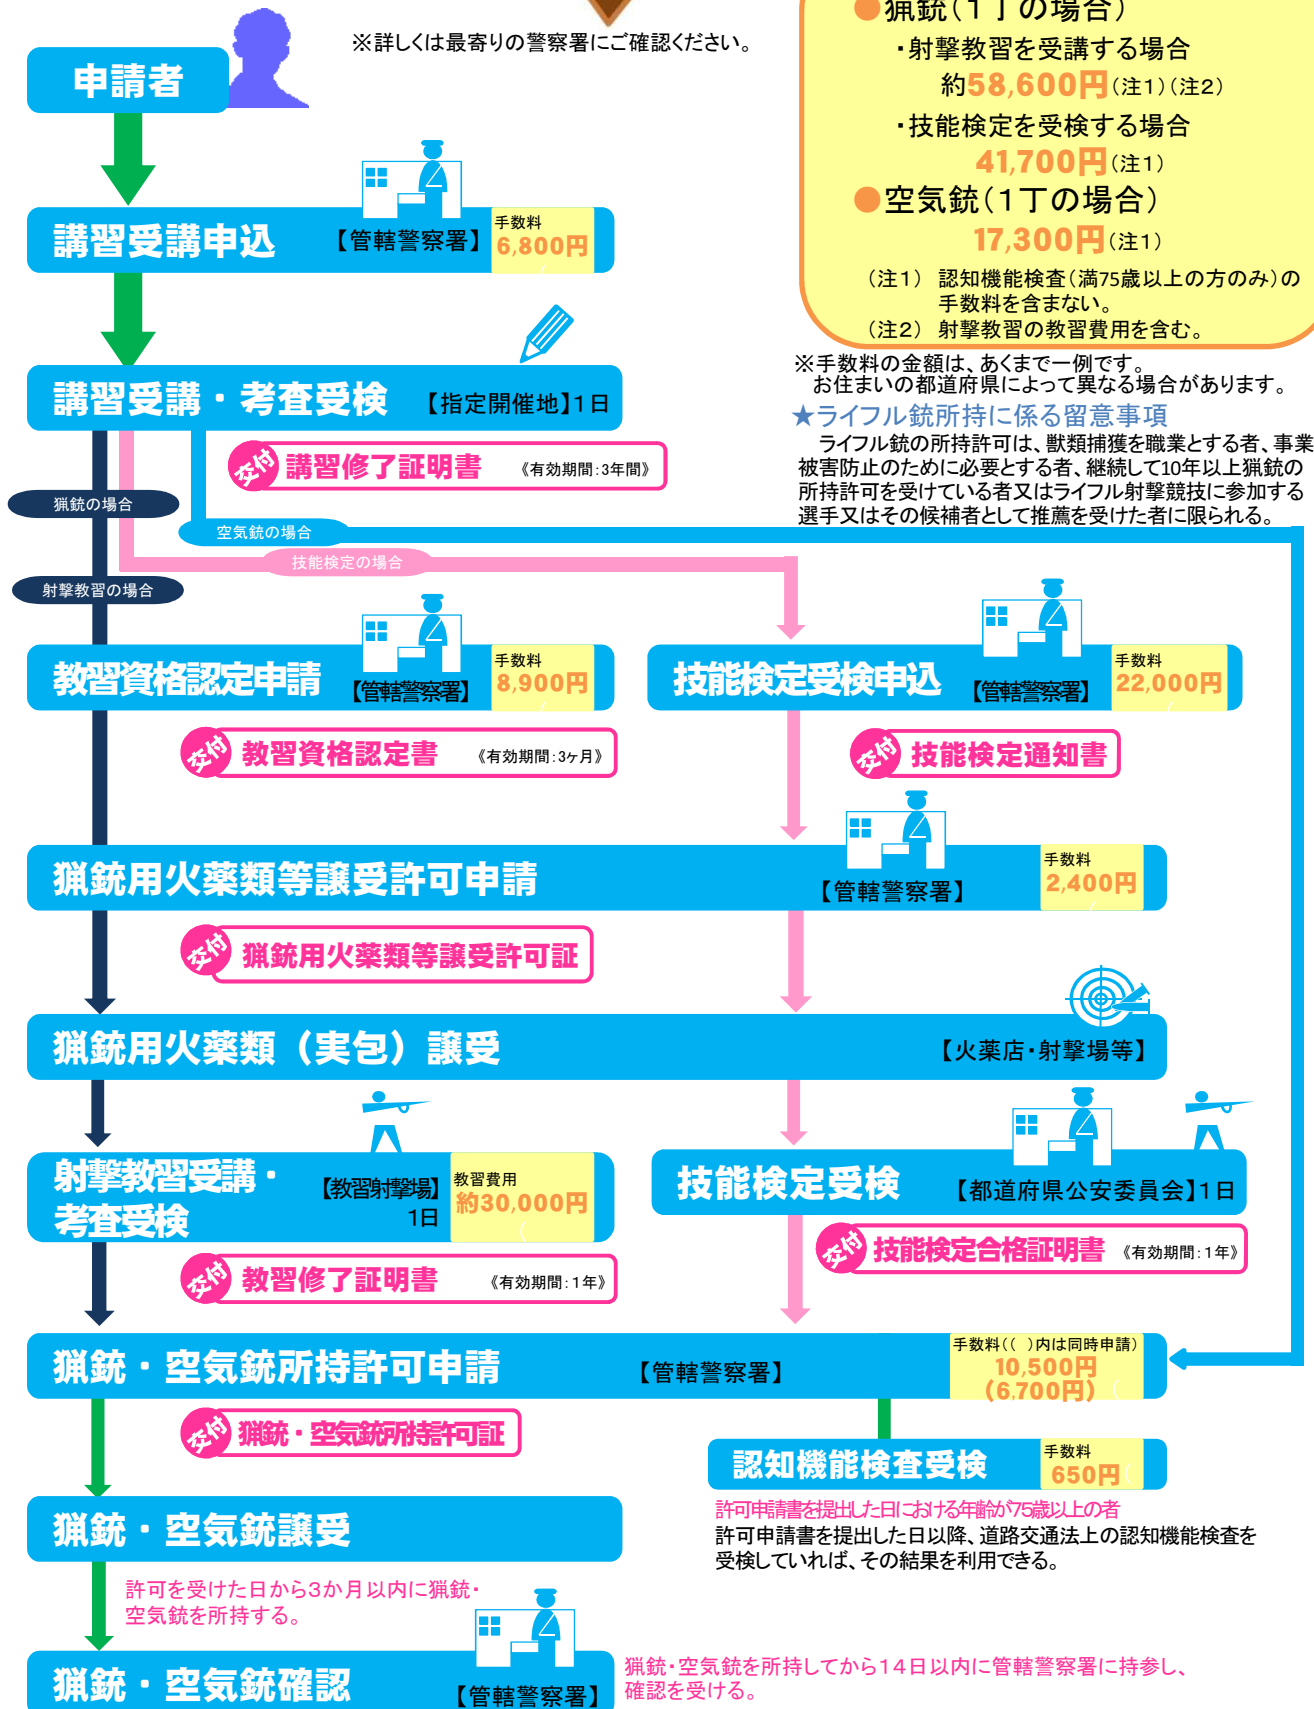 ※詳しくは最寄りの警察署にご確認ください。
申請者
●猟銃(1丁の場合)
・射撃教習を受講する場合
約58,600円(注1)(注2)
・技能検定を受検する場合
41,700円(注1)
●空気銃(1丁の場合)
17,300円(注1)
(注1) 認知機能検査(満75歳以上の方のみ)の
手数料を含まない。
(注2) 射撃教習の教習費用を含む。
※手数料の金額は、あくまで一例です。
お住まいの都道府県によって異なる場合があります。
★ライフル銃所持に係る留意事項
ライフル銃の所持許可は、獣類捕獲を職業とする者、事業
被害防止のために必要とする者、継続して10年以上猟銃の
所持許可を受けている者又はライフル射撃競技に参加する
選手又はその候補者として推薦を受けた者に限られる。
講習受講申込 【管轄警察署】 手数料
6,800円
講習受講・考査受検 【指定開催地】1日
交付 講習修了証明書 《有効期間:3年間》
猟銃の場合
空気銃の場合
技能検定の場合
射撃教習の場合
教習資格認定申請 【管轄警察署】 手数料
8,900円
交付 教習資格認定書 《有効期間:3ヶ月》
技能検定受検申込 【管轄警察署】 手数料
22,000円
交付 技能検定通知書
猟銃用火薬類等譲受許可申請 【管轄警察署】 手数料
2,400円
交付 猟銃用火薬類等譲受許可証
猟銃用火薬類(実包)譲受 【火薬店・射撃場等】
射撃教習受講・
考査受検
【教習射撃場】
1日
教習費用
約30,000円
交付 教習修了証明書 《有効期間:1年》
技能検定受検 【都道府県公安委員会】1日
交付 技能検定合格証明書 《有効期間:1年》
猟銃・空気銃所持許可申請 【管轄警察署】 手数料(( )内は同時申請)
10,500円
(6,700円)
交付 猟銃・空気銃所持許可証
認知機能検査受検 手数料
650円
許可申請書を提出した日における年齢が75歳以上の者
許可申請書を提出した日以降、道路交通法上の認知機能検査を
受検していれば、その結果を利用できる。
猟銃・空気銃譲受
許可を受けた日から3か月以内に猟銃・
空気銃を所持する。
猟銃・空気銃確認 【管轄警察署】
猟銃・空気銃を所持してから14日以内に管轄警察署に持参し、
確認を受ける。